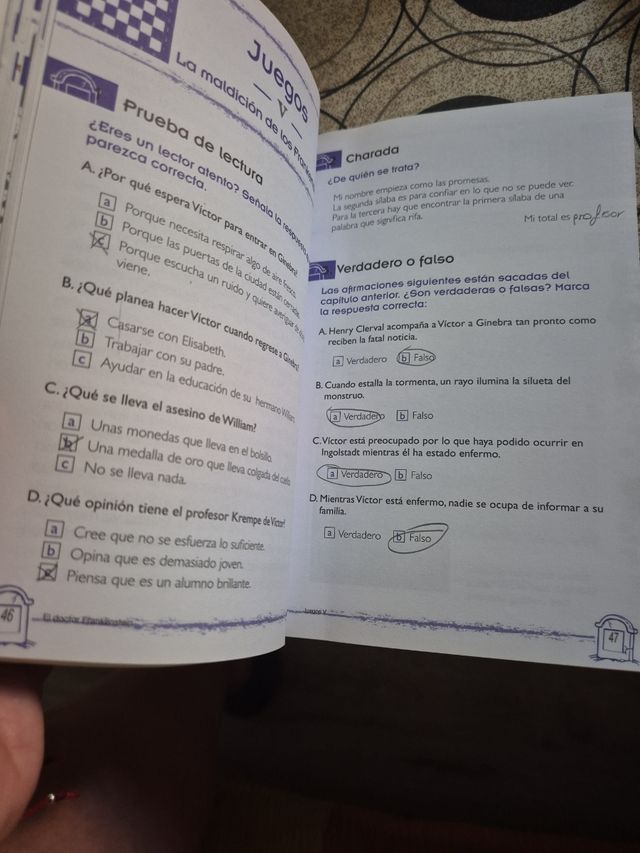 Juegos
— V —
La maldición de los Frankens
Prueba de lectura
¿Eres un lector atento? Señala la respuesta
parezca correcta.
A. ¿Por qué espera Víctor para entrar en Ginebra?
a Porque necesita respirar algo de aire fresco.
b Porque las puertas de la ciudad están cerradas.
c Porque escucha un ruido y quiere averiguar de
viene.
B. ¿Qué planea hacer Víctor cuando regrese a Ginebra?
a Casarse con Elisabeth.
b Trabajar con su padre.
c Ayudar en la educación de su hermano William.
C. ¿Qué se lleva el asesino de William?
a Unas monedas que lleva en el bolsillo.
b Una medalla de oro que lleva colgada del cuello.
c No se lleva nada.
D. ¿Qué opinión tiene el profesor Krempe de Víctor?
a Cree que no se esfuerza lo suficiente.
b Opina que es demasiado joven.
c Piensa que es un alumno brillante.
46
El doctor Frankenstein
Charada
¿De quién se trata?
Mi nombre empieza como las promesas.
La segunda sílaba es para confiar en lo que no se puede ver.
Para la tercera hay que encontrar la primera sílaba de una
palabra que significa rifa.
Mi total es profesor
Verdadero o falso
Las afirmaciones siguientes están sacadas del
capítulo anterior. ¿Son verdaderas o falsas? Marca
la respuesta correcta:
A. Henry Clerval acompaña a Víctor a Ginebra tan pronto como
reciben la fatal noticia.
a Verdadero b Falso
B. Cuando estalla la tormenta, un rayo ilumina la silueta del
monstruo.
a Verdadero b Falso
C. Víctor está preocupado por lo que haya podido ocurrir en
Ingolstadt mientras él ha estado enfermo.
a Verdadero b Falso
D. Mientras Víctor está enfermo, nadie se ocupa de informar a su
familia.
a Verdadero b Falso
Juegos V
47